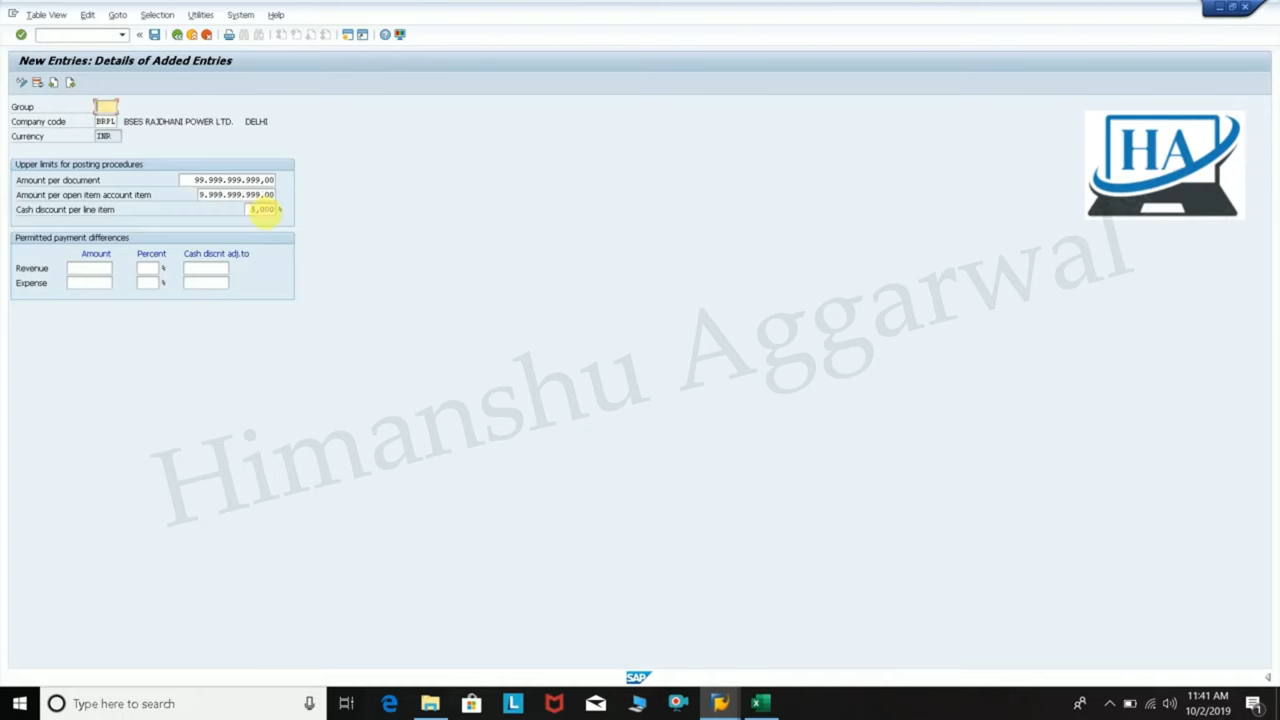 Table View Edit Goto Selection Utilities System Help
New Entries: Details of Added Entries
Group
Company code BRPL BSES RAJDHANI POWER LTD. DELHI
Currency INR
HA
Upper limits for posting procedures
Amount per document 99.999.999.999,00
Amount per open item account item 9.999.999.999,00
Cash discount per line item 5,000 %
Permitted payment differences
Amount Percent Cash discnt adj.to
Revenue %
Expense %
Himanshu Aggarwal
SAP
Type here to search
L
11:41 AM
10/2/2019
1